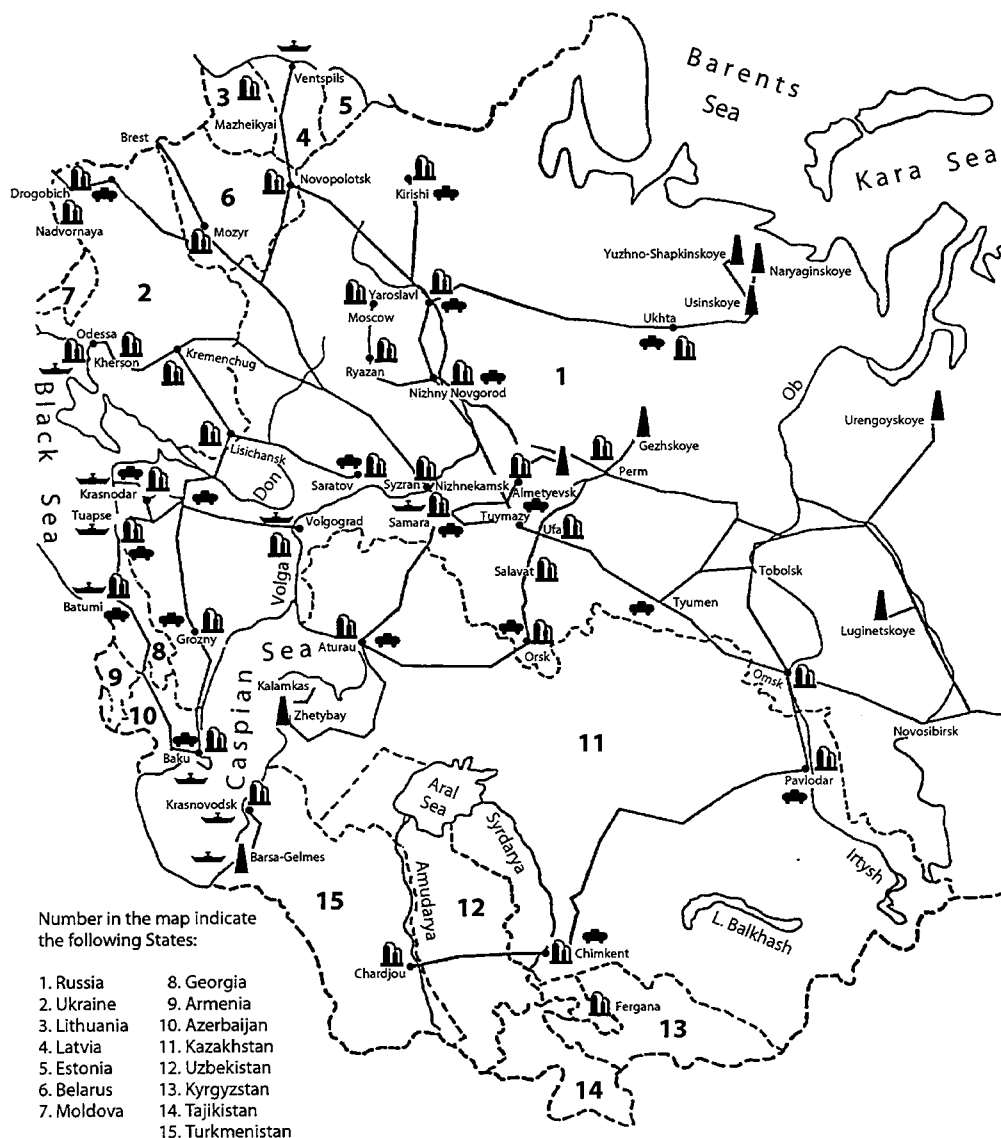 Barents
Sea
Kara Sea
Ventspils
3
5
Mazheikyai
4
Brest
Novopolotsk
Kirishi
Drogobich
6
Nadvornaya
Mozyr
Yuzhno-Shapkinskoye
Naryaginskoye
Usinskoye
7
2
Yaroslavl
Moscow
Ukhta
Odessa
Kherson
Kremenchug
Ryazan
Nizhny Novgorod
1
Ob
Urengoyskoye
Black Sea
Lisichansk
Gezhskoye
Perm
Don
Saratov
Syzran
Nizhnekamsk
Almetyevsk
Krasnodar
Tuapse
Volgograd
Samara
Tuymazy
Ufa
Volga
Salavat
Tobolsk
Batumi
Tyumen
Luginetskoye
Grozny
8
Caspian Sea
Aturau
Orsk
9
10
Kalamkas
Zhetybay
Omsk
Novosibirsk
11
Baku
Pavlodar
Krasnovodsk
Aral
Sea
Syrdarya
Barsa-Gelmes
Irtysh
15
Amudarya
12
L. Balkhash
Chardjou
Chimkent
Fergana
13
14
Number in the map indicate
the following States:
1. Russia
2. Ukraine
3. Lithuania
4. Latvia
5. Estonia
6. Belarus
7. Moldova
8. Georgia
9. Armenia
10. Azerbaijan
11. Kazakhstan
12. Uzbekistan
13. Kyrgyzstan
14. Tajikistan
15. Turkmenistan